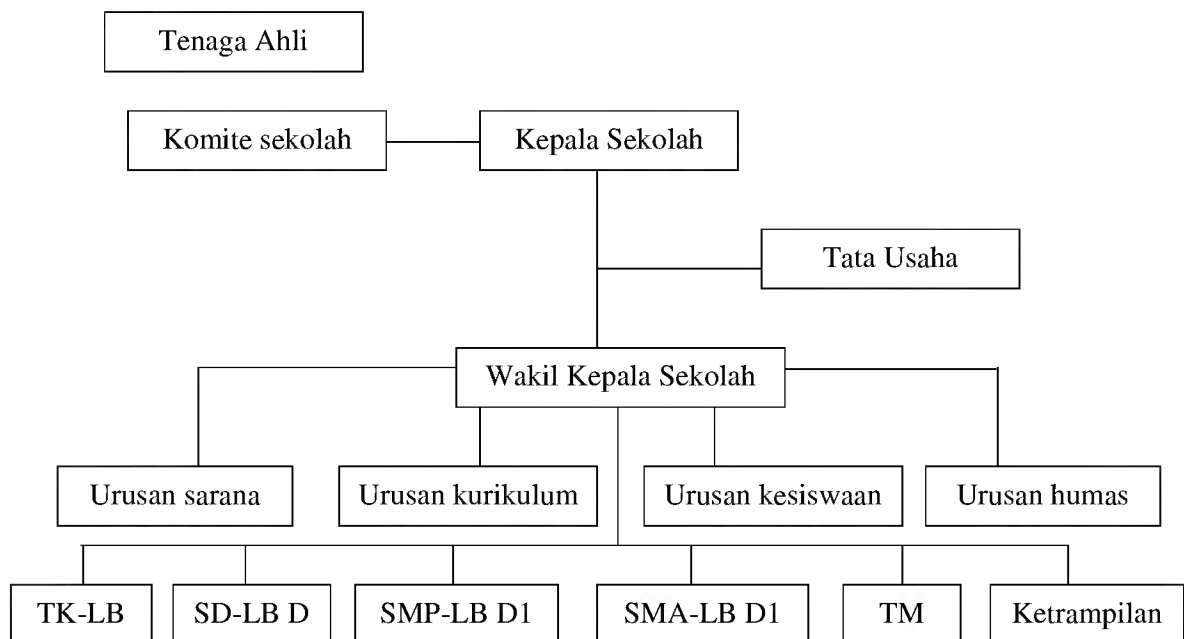 Tenaga Ahli
Komite sekolah
Kepala Sekolah
Tata Usaha
Wakil Kepala Sekolah
Urusan sarana
Urusan kurikulum
Urusan kesiswaan
Urusan humas
TK-LB
SD-LB D
SMP-LB D1
SMA-LB D1
TM
Ketrampilan